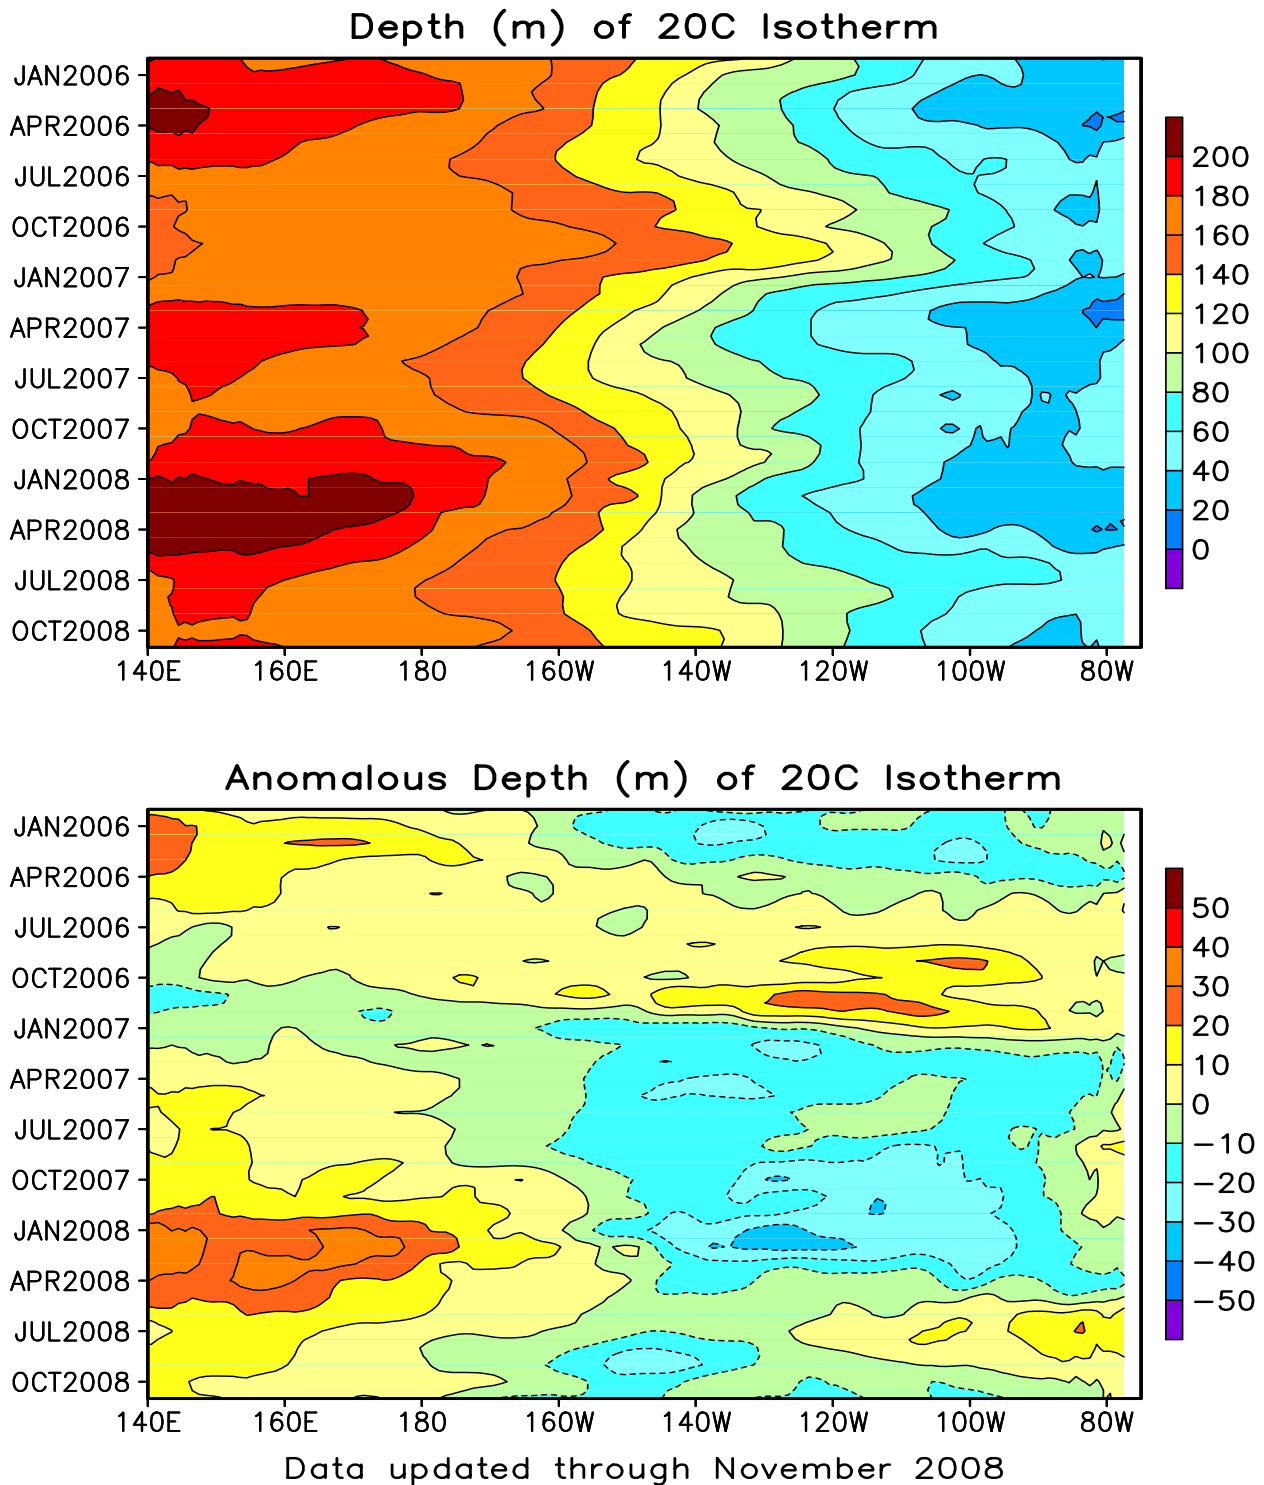 Depth (m) of 20C Isotherm
JAN2006
APR2006
JUL2006
OCT2006
JAN2007
APR2007
JUL2007
OCT2007
JAN2008
APR2008
JUL2008
OCT2008
140E 160E 180 160W 140W 120W 100W 80W
200
180
160
140
120
100
80
60
40
20
0
Anomalous Depth (m) of 20C Isotherm
JAN2006
APR2006
JUL2006
OCT2006
JAN2007
APR2007
JUL2007
OCT2007
JAN2008
APR2008
JUL2008
OCT2008
140E 160E 180 160W 140W 120W 100W 80W
50
40
30
20
10
0
−10
−20
−30
−40
−50
Data updated through November 2008